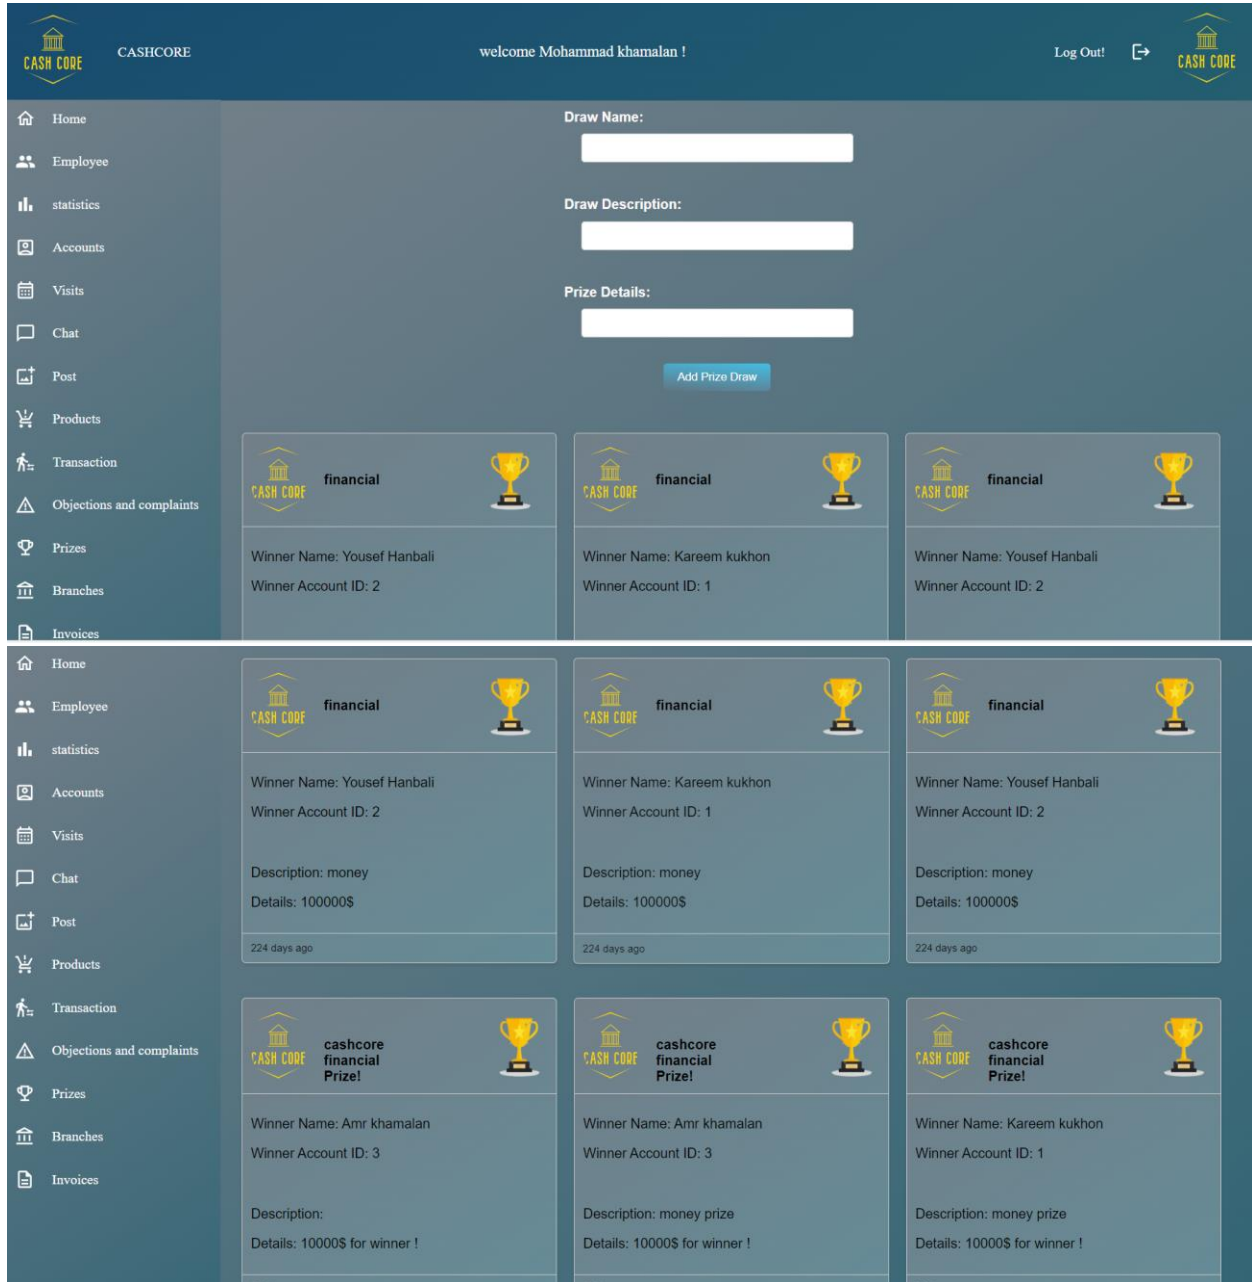 CASH CORE
CASHCORE
welcome Mohammad khamalan !
Log Out!
CASH CORE
Home
Employee
statistics
Accounts
Visits
Chat
Post
Products
Transaction
Objections and complaints
Prizes
Branches
Invoices
Draw Name:
Draw Description:
Prize Details:
Add Prize Draw
CASH CORE
financial
Winner Name: Yousef Hanbali
Winner Account ID: 2
CASH CORE
financial
Winner Name: Kareem kukhon
Winner Account ID: 1
CASH CORE
financial
Winner Name: Yousef Hanbali
Winner Account ID: 2
Home
Employee
statistics
Accounts
Visits
Chat
Post
Products
Transaction
Objections and complaints
Prizes
Branches
Invoices
CASH CORE
financial
Winner Name: Yousef Hanbali
Winner Account ID: 2
Description: money
Details: 100000$
224 days ago
CASH CORE
financial
Winner Name: Kareem kukhon
Winner Account ID: 1
Description: money
Details: 100000$
224 days ago
CASH CORE
financial
Winner Name: Yousef Hanbali
Winner Account ID: 2
Description: money
Details: 100000$
224 days ago
CASH CORE
cashcore
financial
Prize!
Winner Name: Amr khamalan
Winner Account ID: 3
Description:
Details: 10000$ for winner !
CASH CORE
cashcore
financial
Prize!
Winner Name: Amr khamalan
Winner Account ID: 3
Description: money prize
Details: 10000$ for winner !
CASH CORE
cashcore
financial
Prize!
Winner Name: Kareem kukhon
Winner Account ID: 1
Description: money prize
Details: 10000$ for winner !